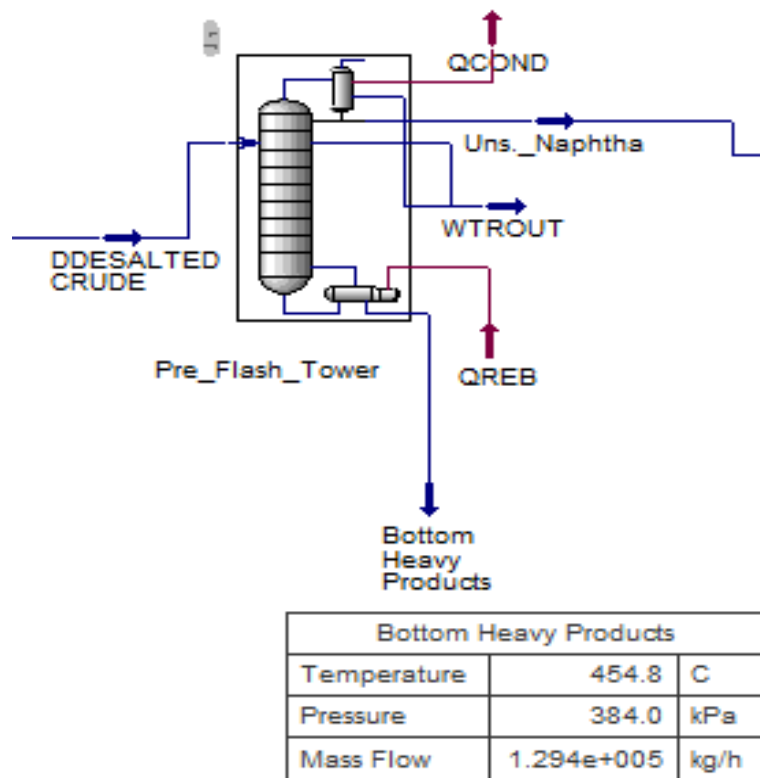 QCOND
Uns._Naphtha
WTROUT
DDESALTED
CRUDE
Pre_Flash_Tower
QREB
Bottom
Heavy
Products
Bottom Heavy Products
Temperature 454.8 C
Pressure 384.0 kPa
Mass Flow 1.294e+005 kg/h